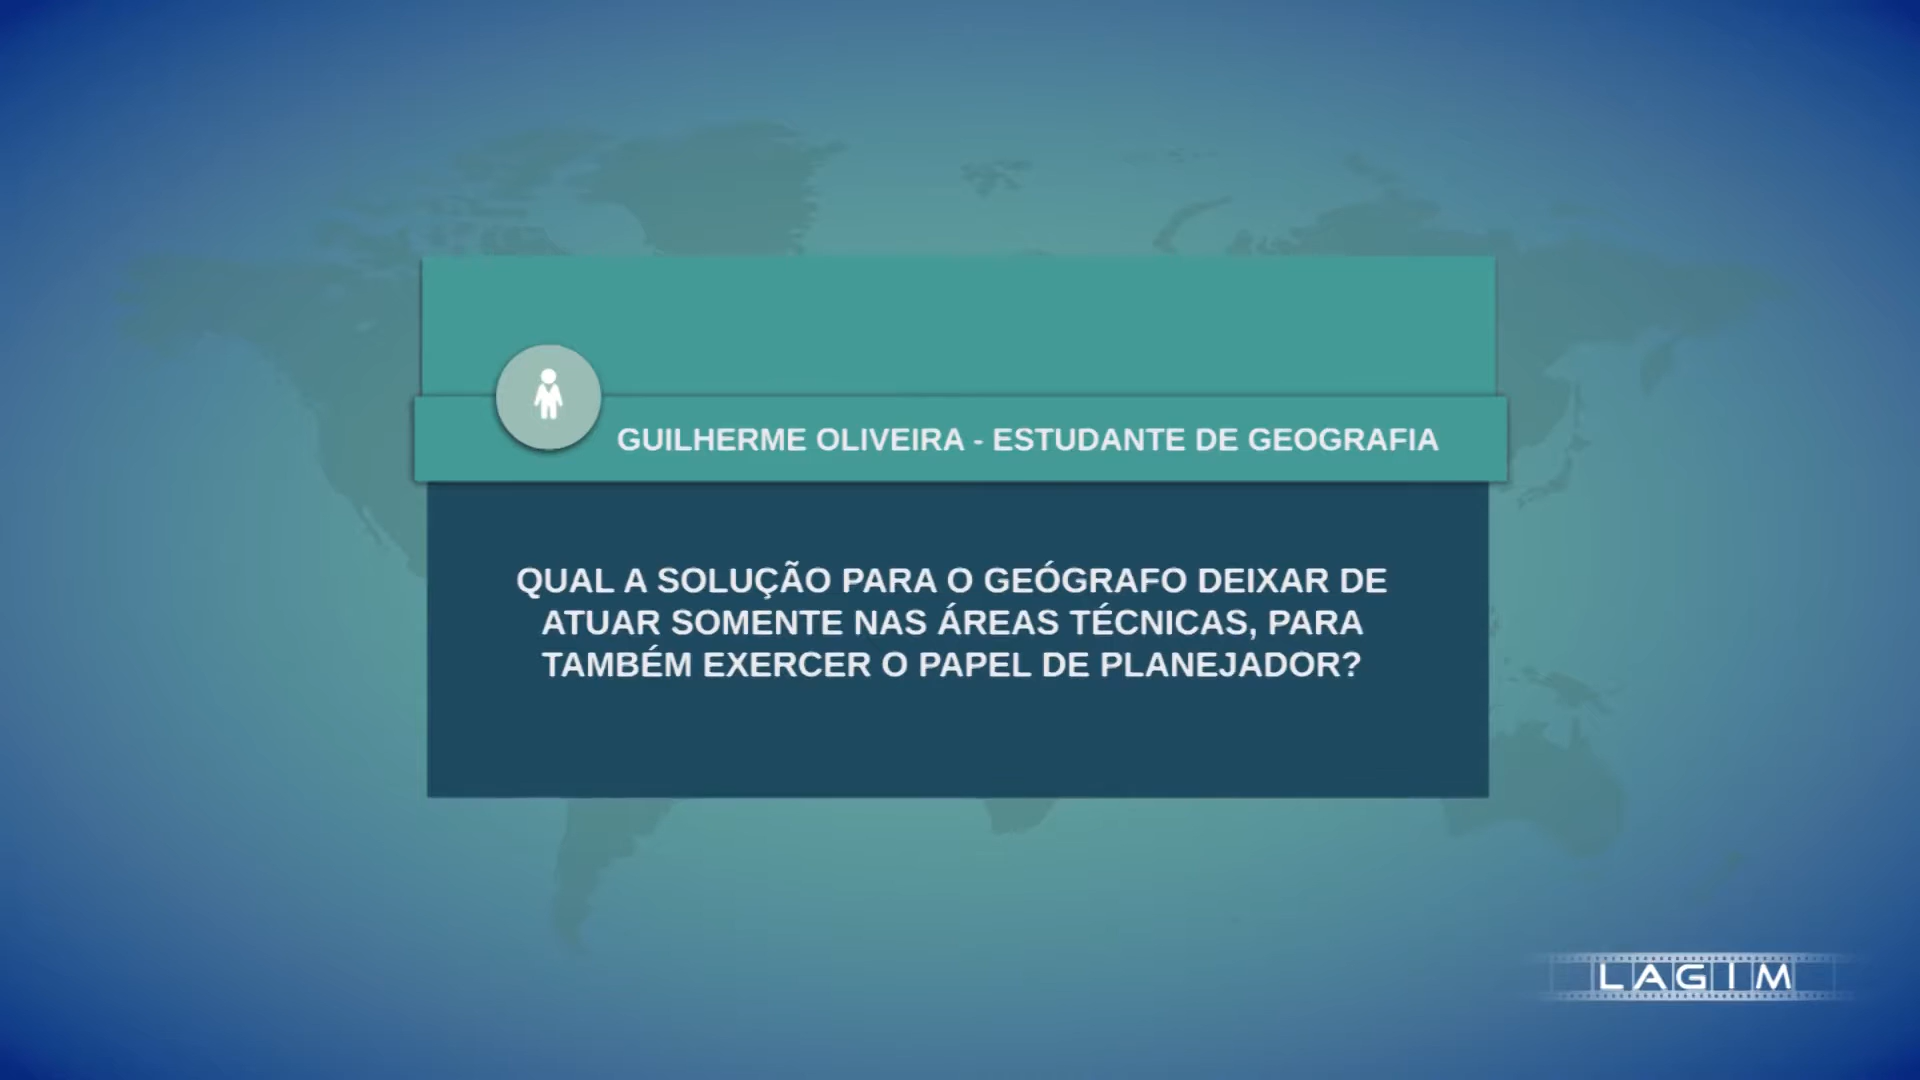 GUILHERME OLIVEIRA - ESTUDANTE DE GEOGRAFIA
QUAL A SOLUÇÃO PARA O GEÓGRAFO DEIXAR DE
ATUAR SOMENTE NAS ÁREAS TÉCNICAS, PARA
TAMBÉM EXERCER O PAPEL DE PLANEJADOR?
LAGIM